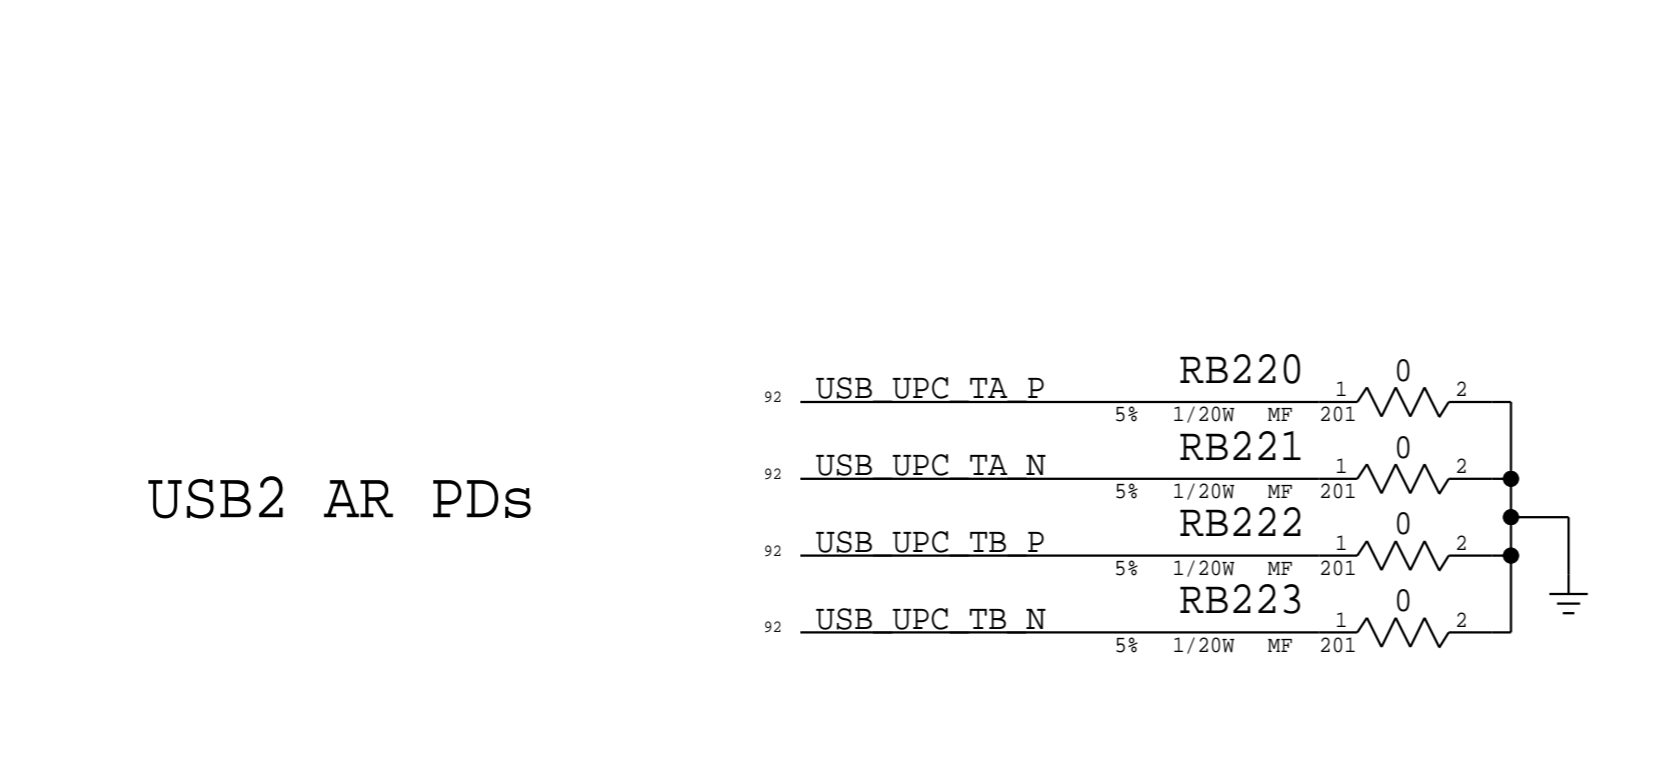 RB220 0
92 USB_UPC_TA_P 1 2
5% 1/20W MF 201
RB221 0
92 USB_UPC_TA_N 1 2
5% 1/20W MF 201
USB2 AR PDs
RB222 0
92 USB_UPC_TB_P 1 2
5% 1/20W MF 201
RB223 0
92 USB_UPC_TB_N 1 2
5% 1/20W MF 201